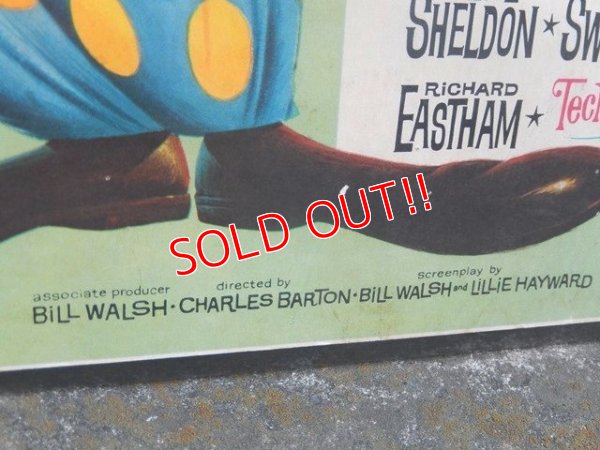 SHELDON ★ SW
RICHARD
EASTHAM ★ Tech
SOLD OUT!!
associate producer directed by screenplay by
BILL WALSH · CHARLES BARTON · BILL WALSH and LILLIE HAYWARD